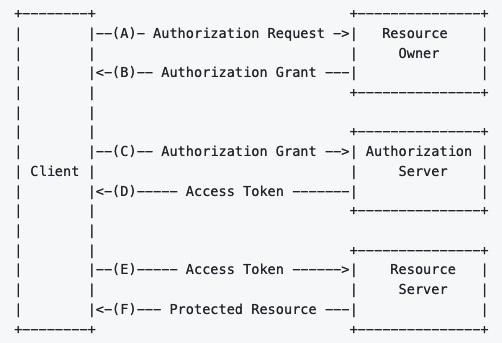 (A) Authorization Request
Resource
Owner
(B) Authorization Grant
(C) Authorization Grant
Authorization
Client
Server
(D) Access Token
(E) Access Token
Resource
Server
(F) Protected Resource